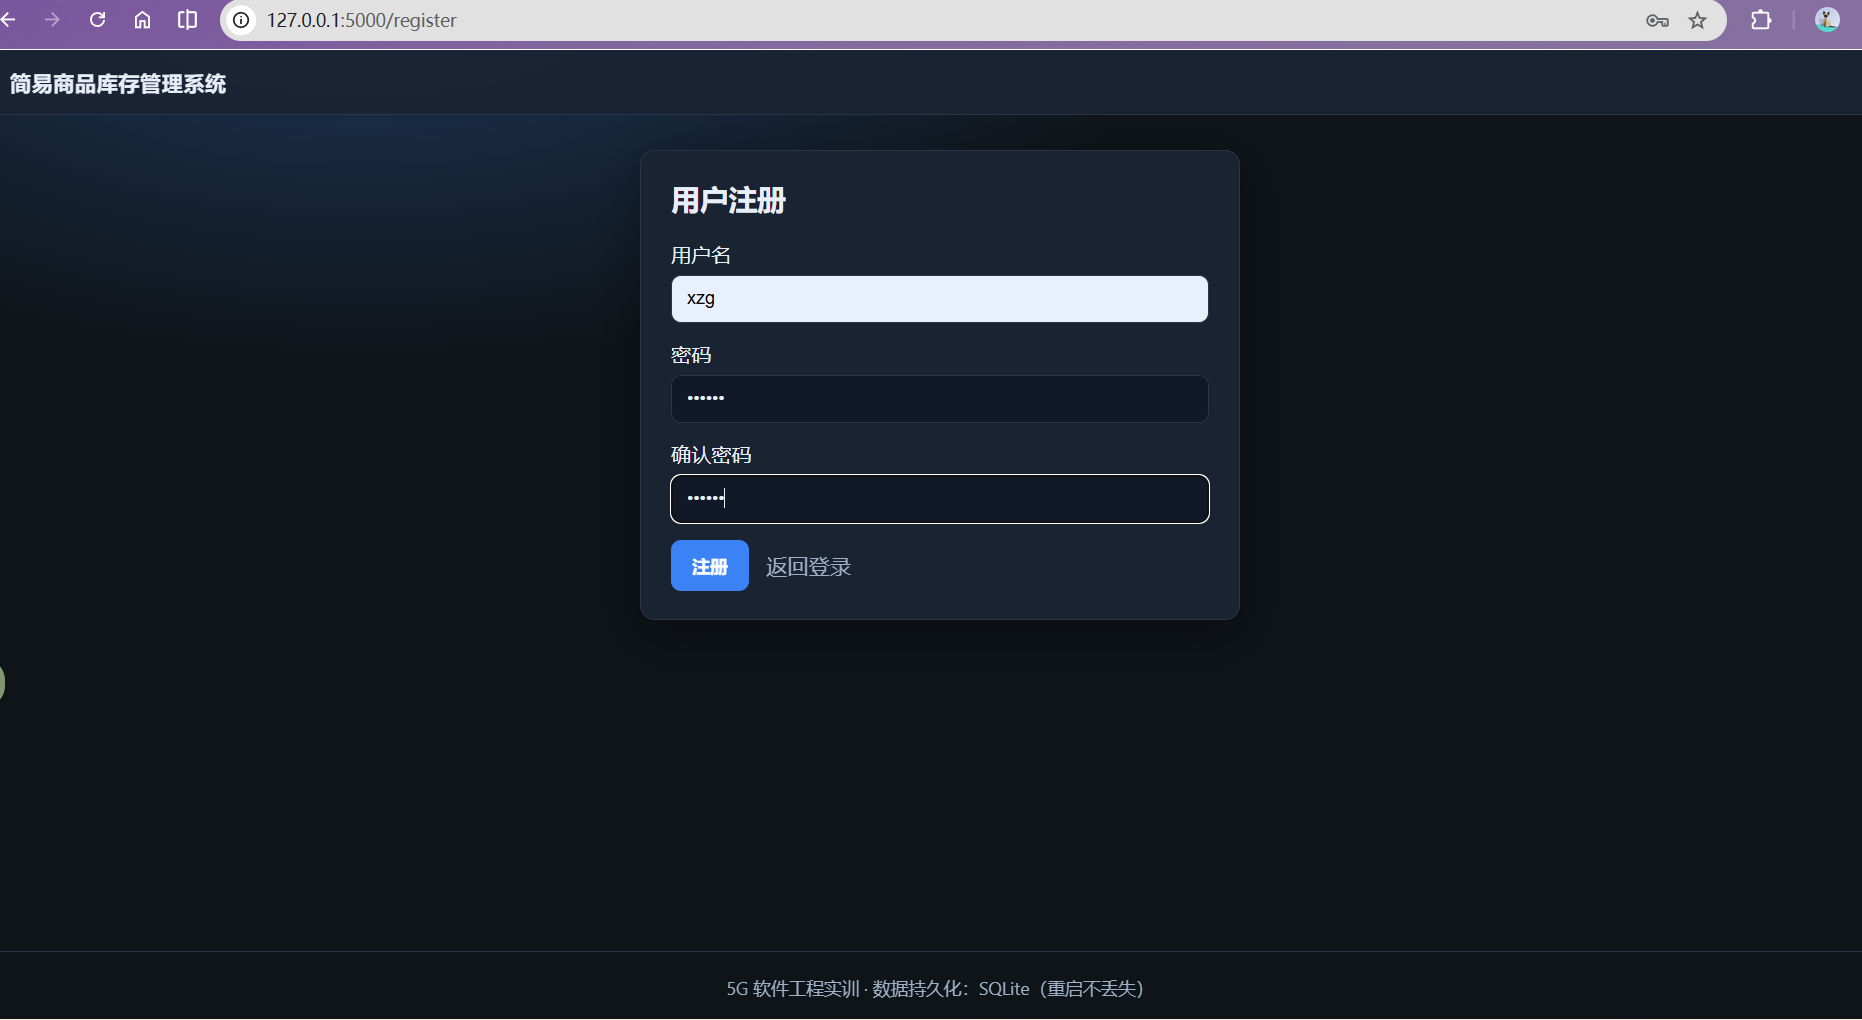 127.0.0.1:5000/register
简易商品库存管理系统
用户注册
用户名
xzg
密码
••••••
确认密码
••••••
注册 返回登录
5G 软件工程实训 · 数据持久化：SQLite（重启不丢失）